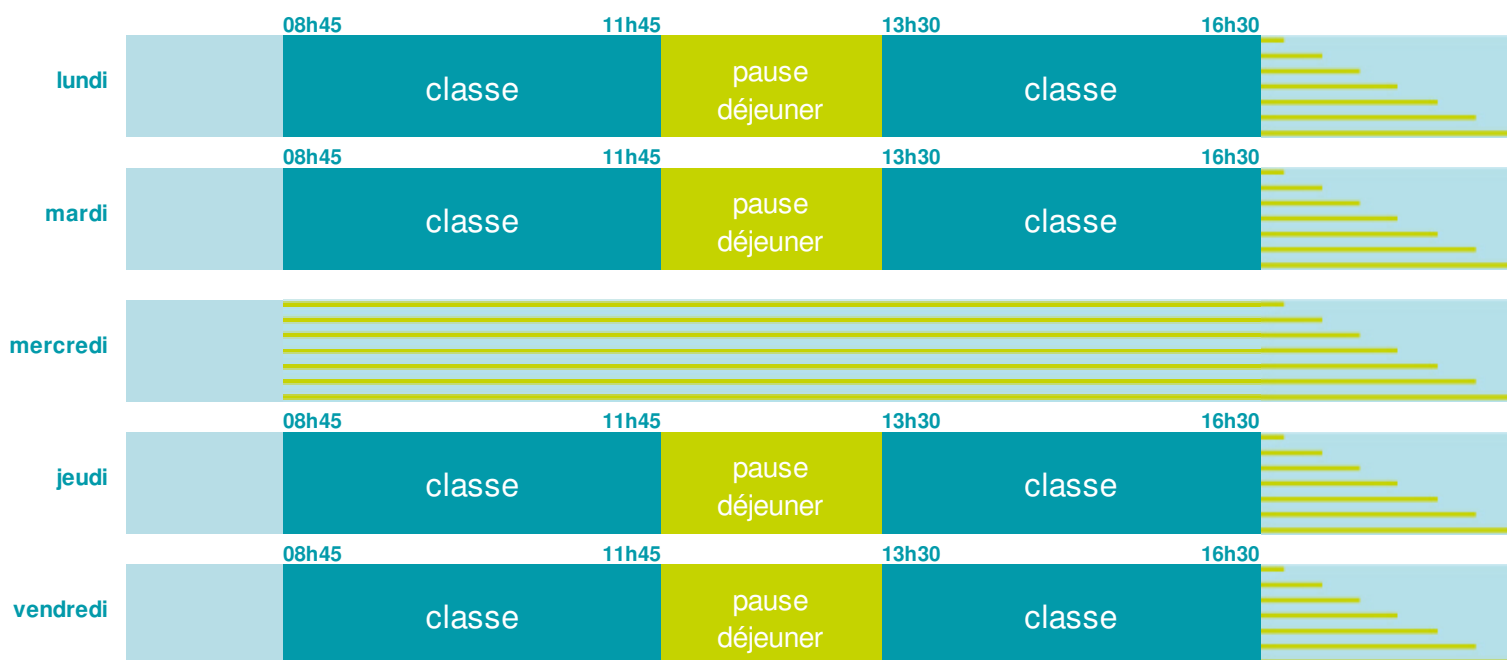 08h45 11h45 13h30 16h30
lundi classe pause déjeuner classe
08h45 11h45 13h30 16h30
mardi classe pause déjeuner classe
mercredi
08h45 11h45 13h30 16h30
jeudi classe pause déjeuner classe
08h45 11h45 13h30 16h30
vendredi classe pause déjeuner classe